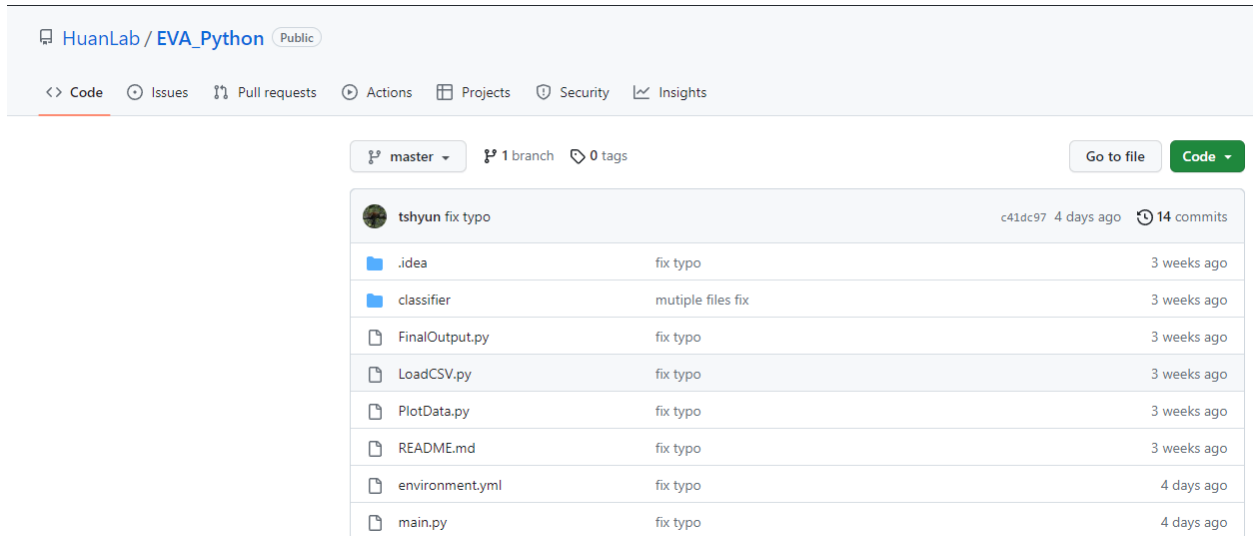 HuanLab / EVA_Python Public
Code Issues Pull requests Actions Projects Security Insights
master 1 branch 0 tags Go to file Code
tshyun fix typo c41dc97 4 days ago 14 commits
.idea fix typo 3 weeks ago
classifier mutiple files fix 3 weeks ago
FinalOutput.py fix typo 3 weeks ago
LoadCSV.py fix typo 3 weeks ago
PlotData.py fix typo 3 weeks ago
README.md fix typo 3 weeks ago
environment.yml fix typo 4 days ago
main.py fix typo 4 days ago